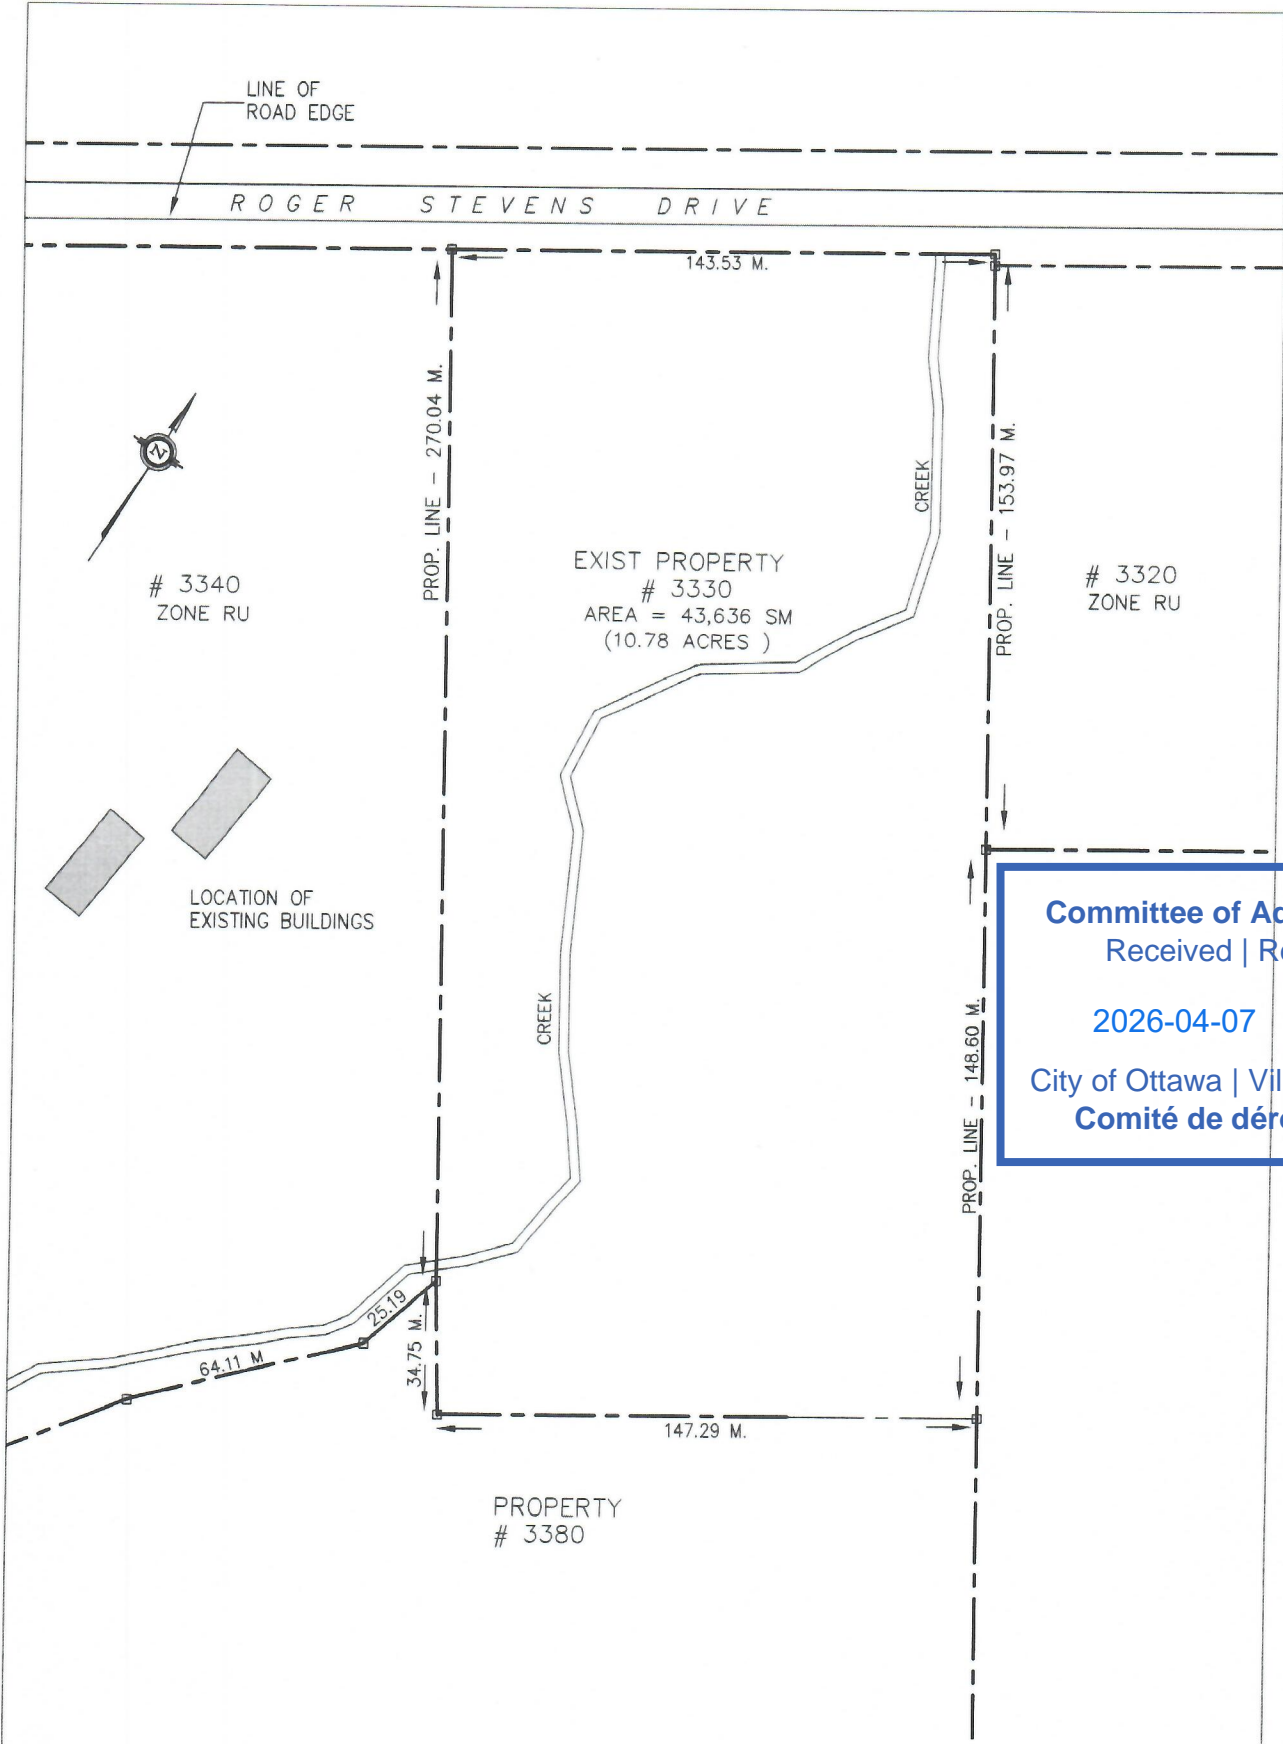 LINE OF
ROAD EDGE
ROGER STEVENS DRIVE
143.53 M.
PROP. LINE - 270.04 M.
N
CREEK
PROP. LINE - 153.97 M.
# 3340
ZONE RU
EXIST PROPERTY
# 3330
AREA = 43,636 SM
(10.78 ACRES )
# 3320
ZONE RU
LOCATION OF
EXISTING BUILDINGS
CREEK
PROP. LINE - 148.60 M.
Committee of Ad
Received | Re
2026-04-07
City of Ottawa | Vil
Comité de déro
25.19
64.11 M
34.75 M.
147.29 M.
PROPERTY
# 3380